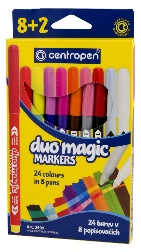 8+2
centropen
duo magic
MARKERS
24 colours
in 8 pens
24 barev v
8 popisovačích